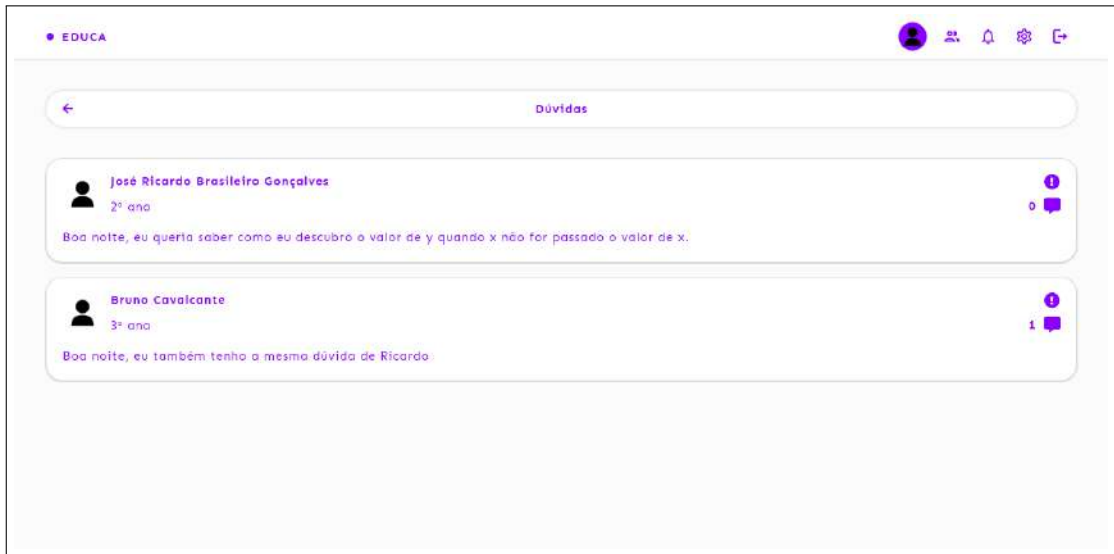 EDUCA
Dúvidas
José Ricardo Brasileiro Gonçalves
2º ano
0
Boa noite, eu queria saber como eu descubro o valor de y quando x não for passado o valor de x.
Bruno Cavalcante
3º ano
1
Boa noite, eu também tenho a mesma dúvida de Ricardo